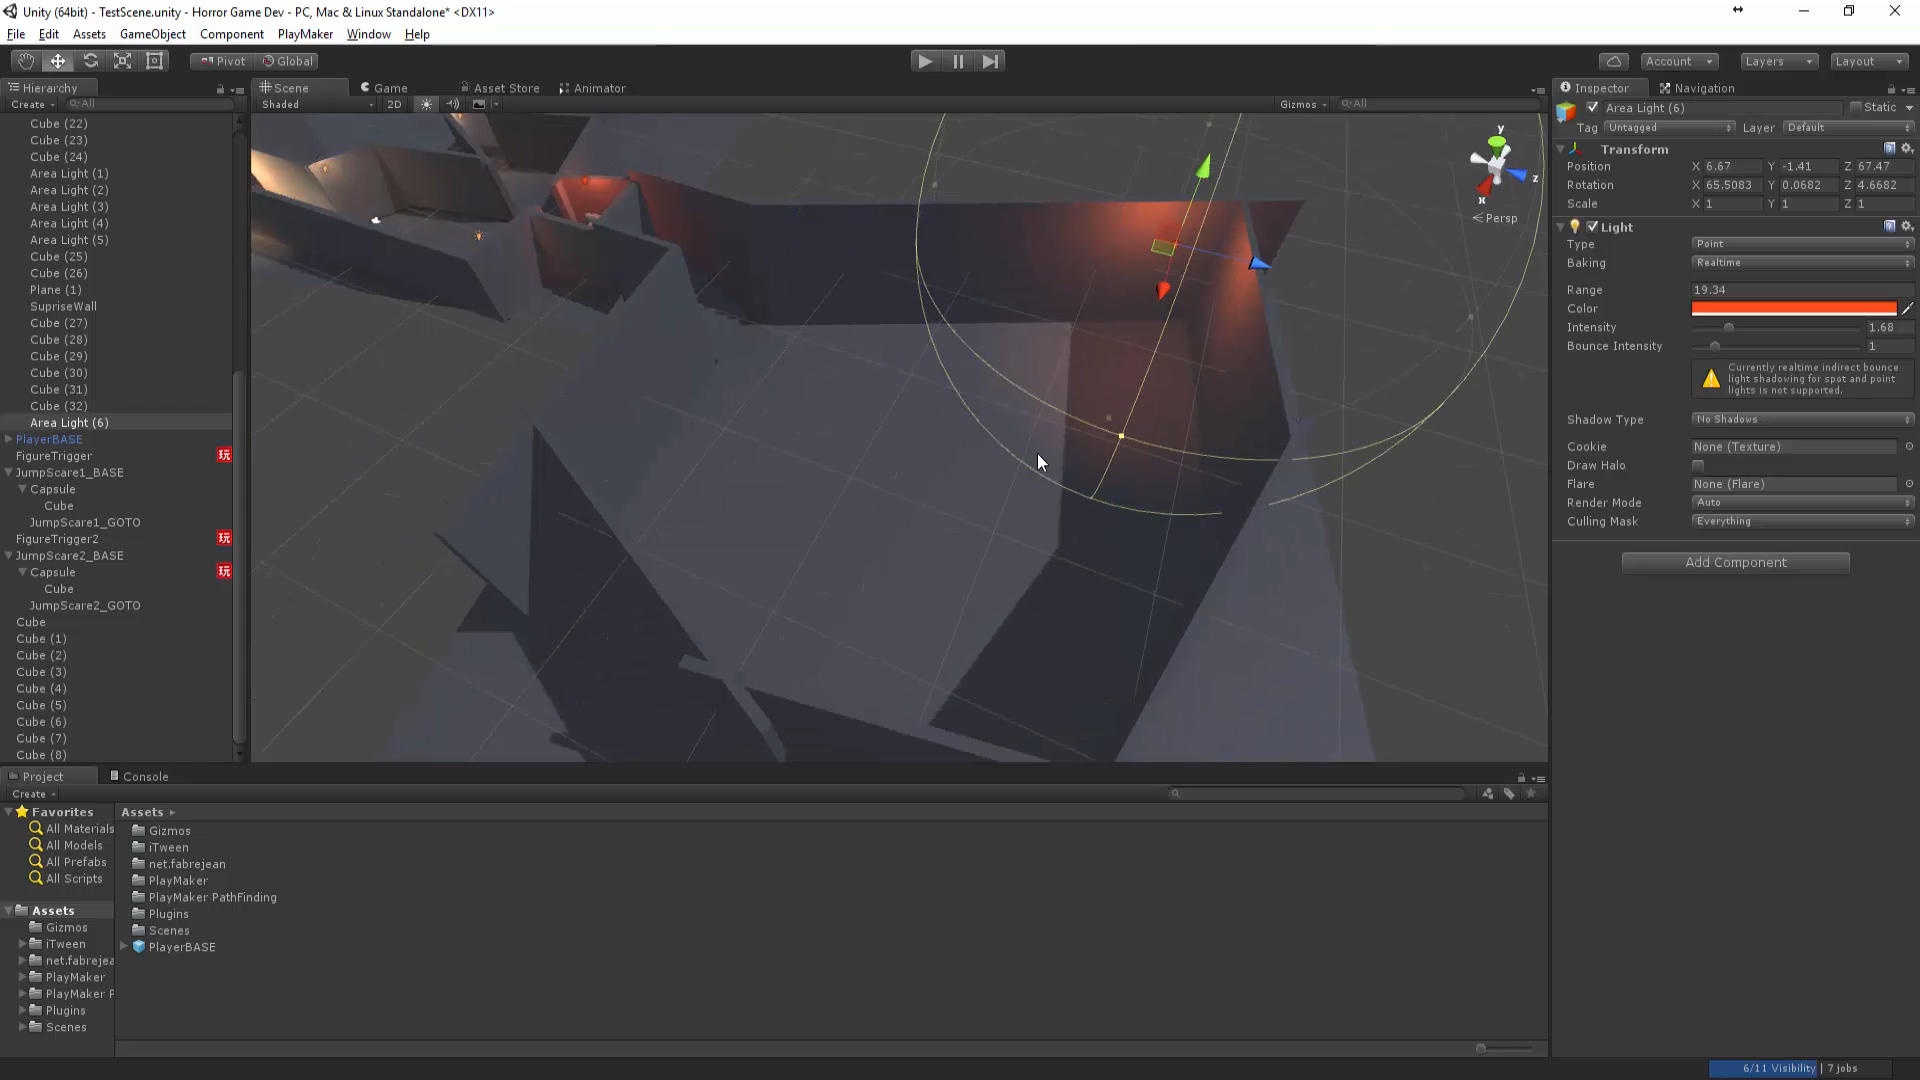 Unity (64bit) - TestScene.unity - Horror Game Dev - PC, Mac & Linux Standalone* <DX11>
File Edit Assets GameObject Component PlayMaker Window Help
Pivot Global Account Layers Layout
Hierarchy
Create All
Cube (22)
Cube (23)
Cube (24)
Area Light (1)
Area Light (2)
Area Light (3)
Area Light (4)
Area Light (5)
Cube (25)
Cube (26)
Plane (1)
SupriseWall
Cube (27)
Cube (28)
Cube (29)
Cube (30)
Cube (31)
Cube (32)
Area Light (6)
PlayerBASE
FigureTrigger 玩
JumpScare1_BASE
Capsule
Cube
JumpScare1_GOTO
FigureTrigger2 玩
JumpScare2_BASE
Capsule 玩
Cube
JumpScare2_GOTO
Cube
Cube (1)
Cube (2)
Cube (3)
Cube (4)
Cube (5)
Cube (6)
Cube (7)
Cube (8)
Scene Game Asset Store Animator
Shaded 2D Gizmos All
y
z
x
Persp
Inspector Navigation
Area Light (6) Static
Tag Untagged Layer Default
Transform
Position X 6.67 Y -1.41 Z 67.47
Rotation X 65.5083 Y 0.0682 Z 4.6682
Scale X 1 Y 1 Z 1
Light
Type Point
Baking Realtime
Range 19.34
Color
Intensity 1.68
Bounce Intensity 1
Currently realtime indirect bounce
light shadowing for spot and point
lights is not supported.
Shadow Type No Shadows
Cookie None (Texture)
Draw Halo
Flare None (Flare)
Render Mode Auto
Culling Mask Everything
Add Component
Project Console
Create
Favorites
All Materials
All Models
All Prefabs
All Scripts
Assets
Gizmos
iTween
net.fabrejea
PlayMaker
PlayMaker P
Plugins
Scenes
Assets
Gizmos
iTween
net.fabrejean
PlayMaker
PlayMaker PathFinding
Plugins
Scenes
PlayerBASE
6/11 Visibility | 7 jobs